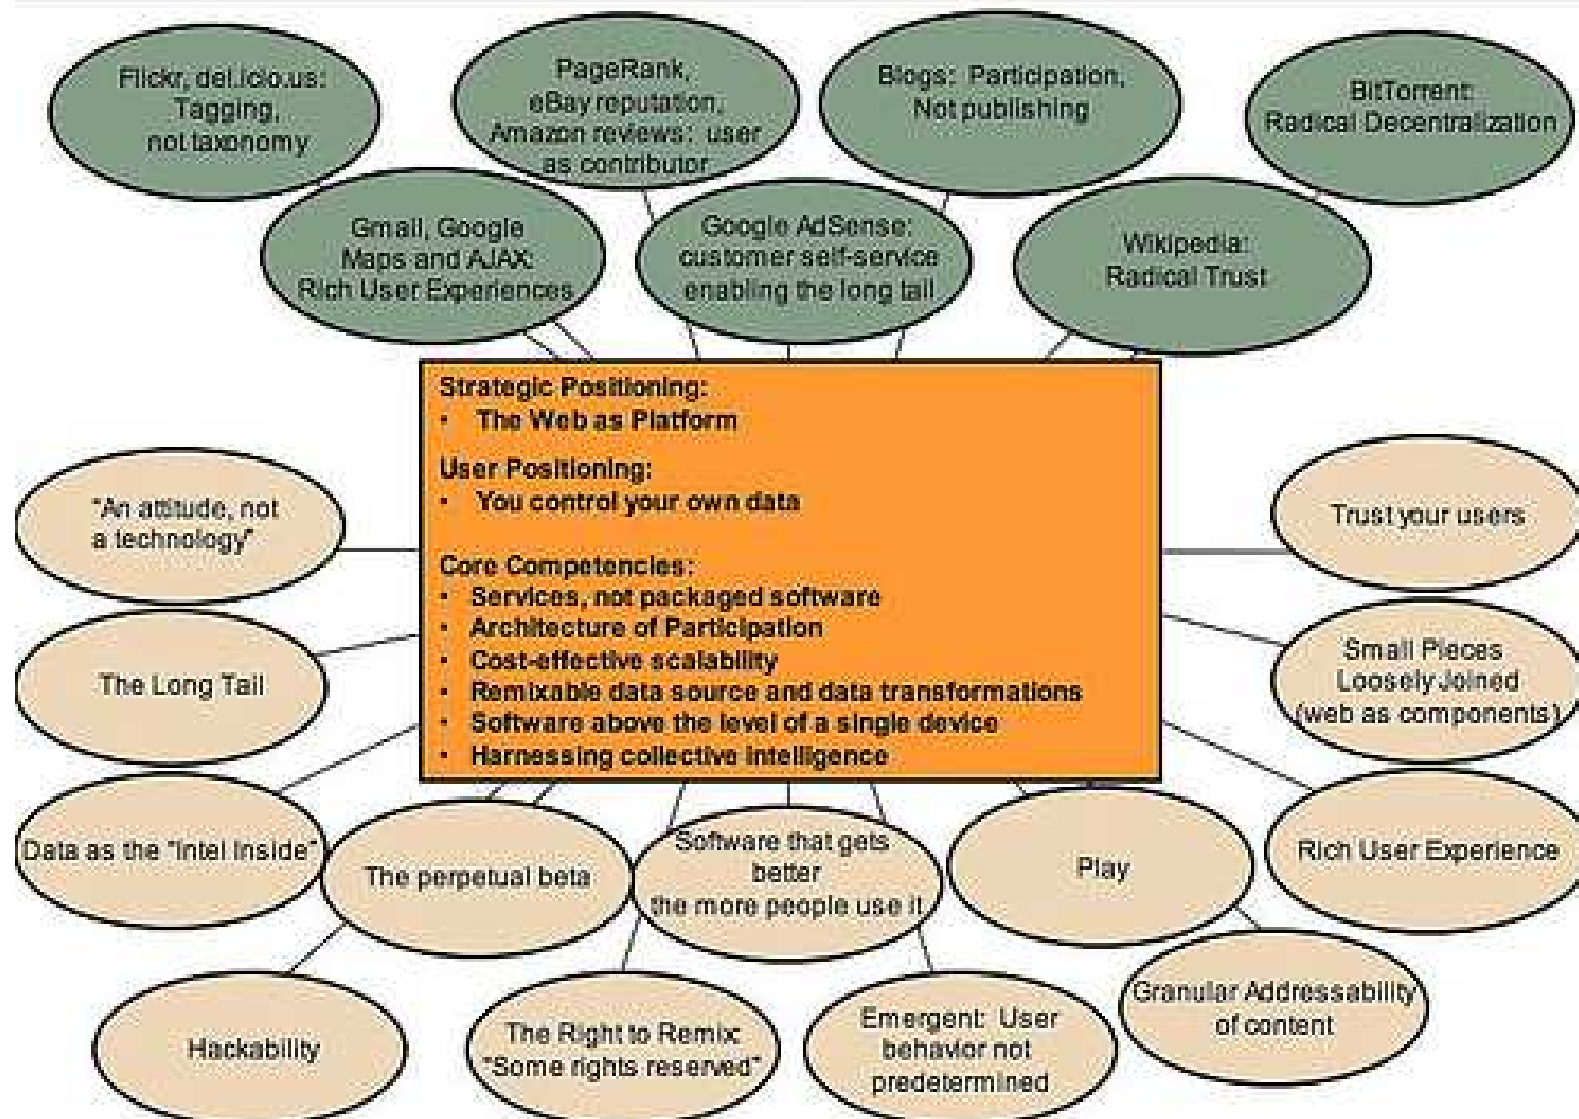 Flickr, del.icio.us:
Tagging,
not taxonomy
PageRank,
eBay reputation,
Amazon reviews: user
as contributor
Blogs: Participation,
Not publishing
BitTorrent:
Radical Decentralization
Gmail, Google
Maps and AJAX:
Rich User Experiences
Google AdSense:
customer self-service
enabling the long tail
Wikipedia:
Radical Trust
Strategic Positioning:
• The Web as Platform
User Positioning:
• You control your own data
Core Competencies:
• Services, not packaged software
• Architecture of Participation
• Cost-effective scalability
• Remixable data source and data transformations
• Software above the level of a single device
• Harnessing collective intelligence
"An attitude, not
a technology"
Trust your users
The Long Tail
Small Pieces
Loosely Joined
(web as components)
Data as the "Intel Inside"
The perpetual beta
Software that gets
better
the more people use it
Play
Rich User Experience
Hackability
The Right to Remix:
"Some rights reserved"
Emergent: User
behavior not
predetermined
Granular Addressability
of content